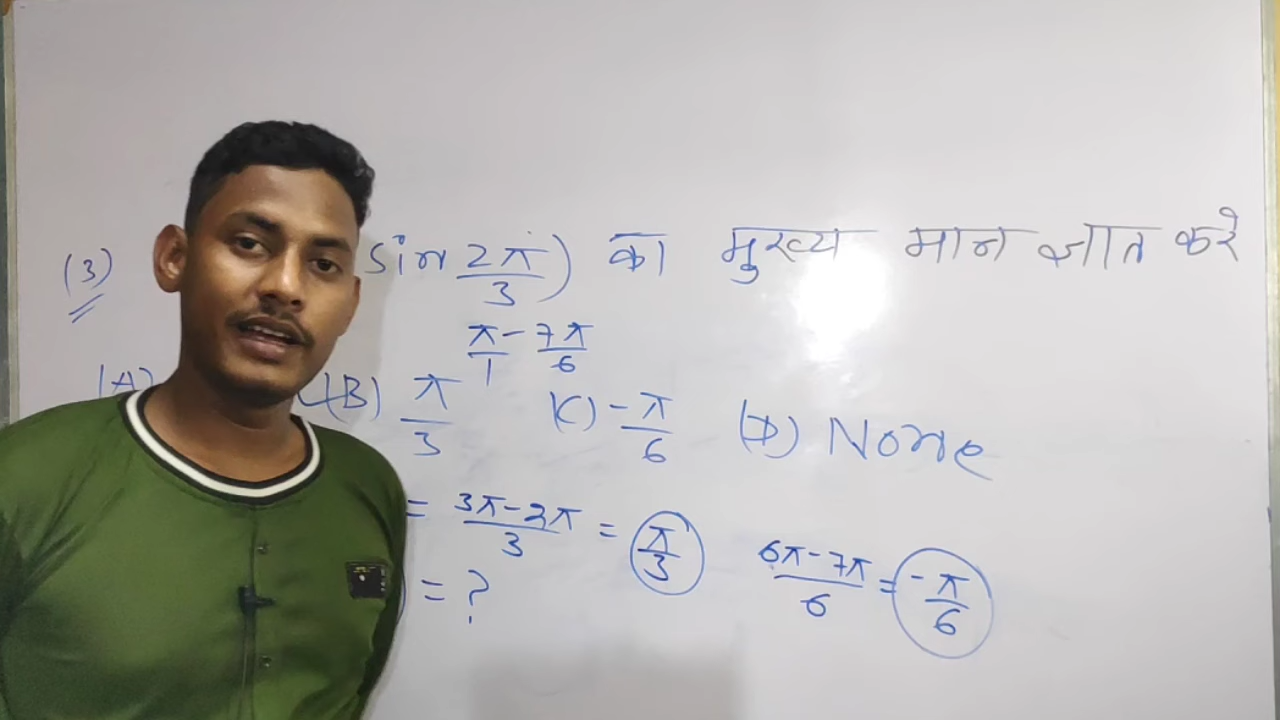 (3) sin 2π/3) का मुख्य मान ज्ञात करे
π/1 - 7π/6
(A) (B) π/3 (C) -π/6 (D) None
= 3π-2π/3 = π/3 6π-7π/6 = -π/6
) = ?